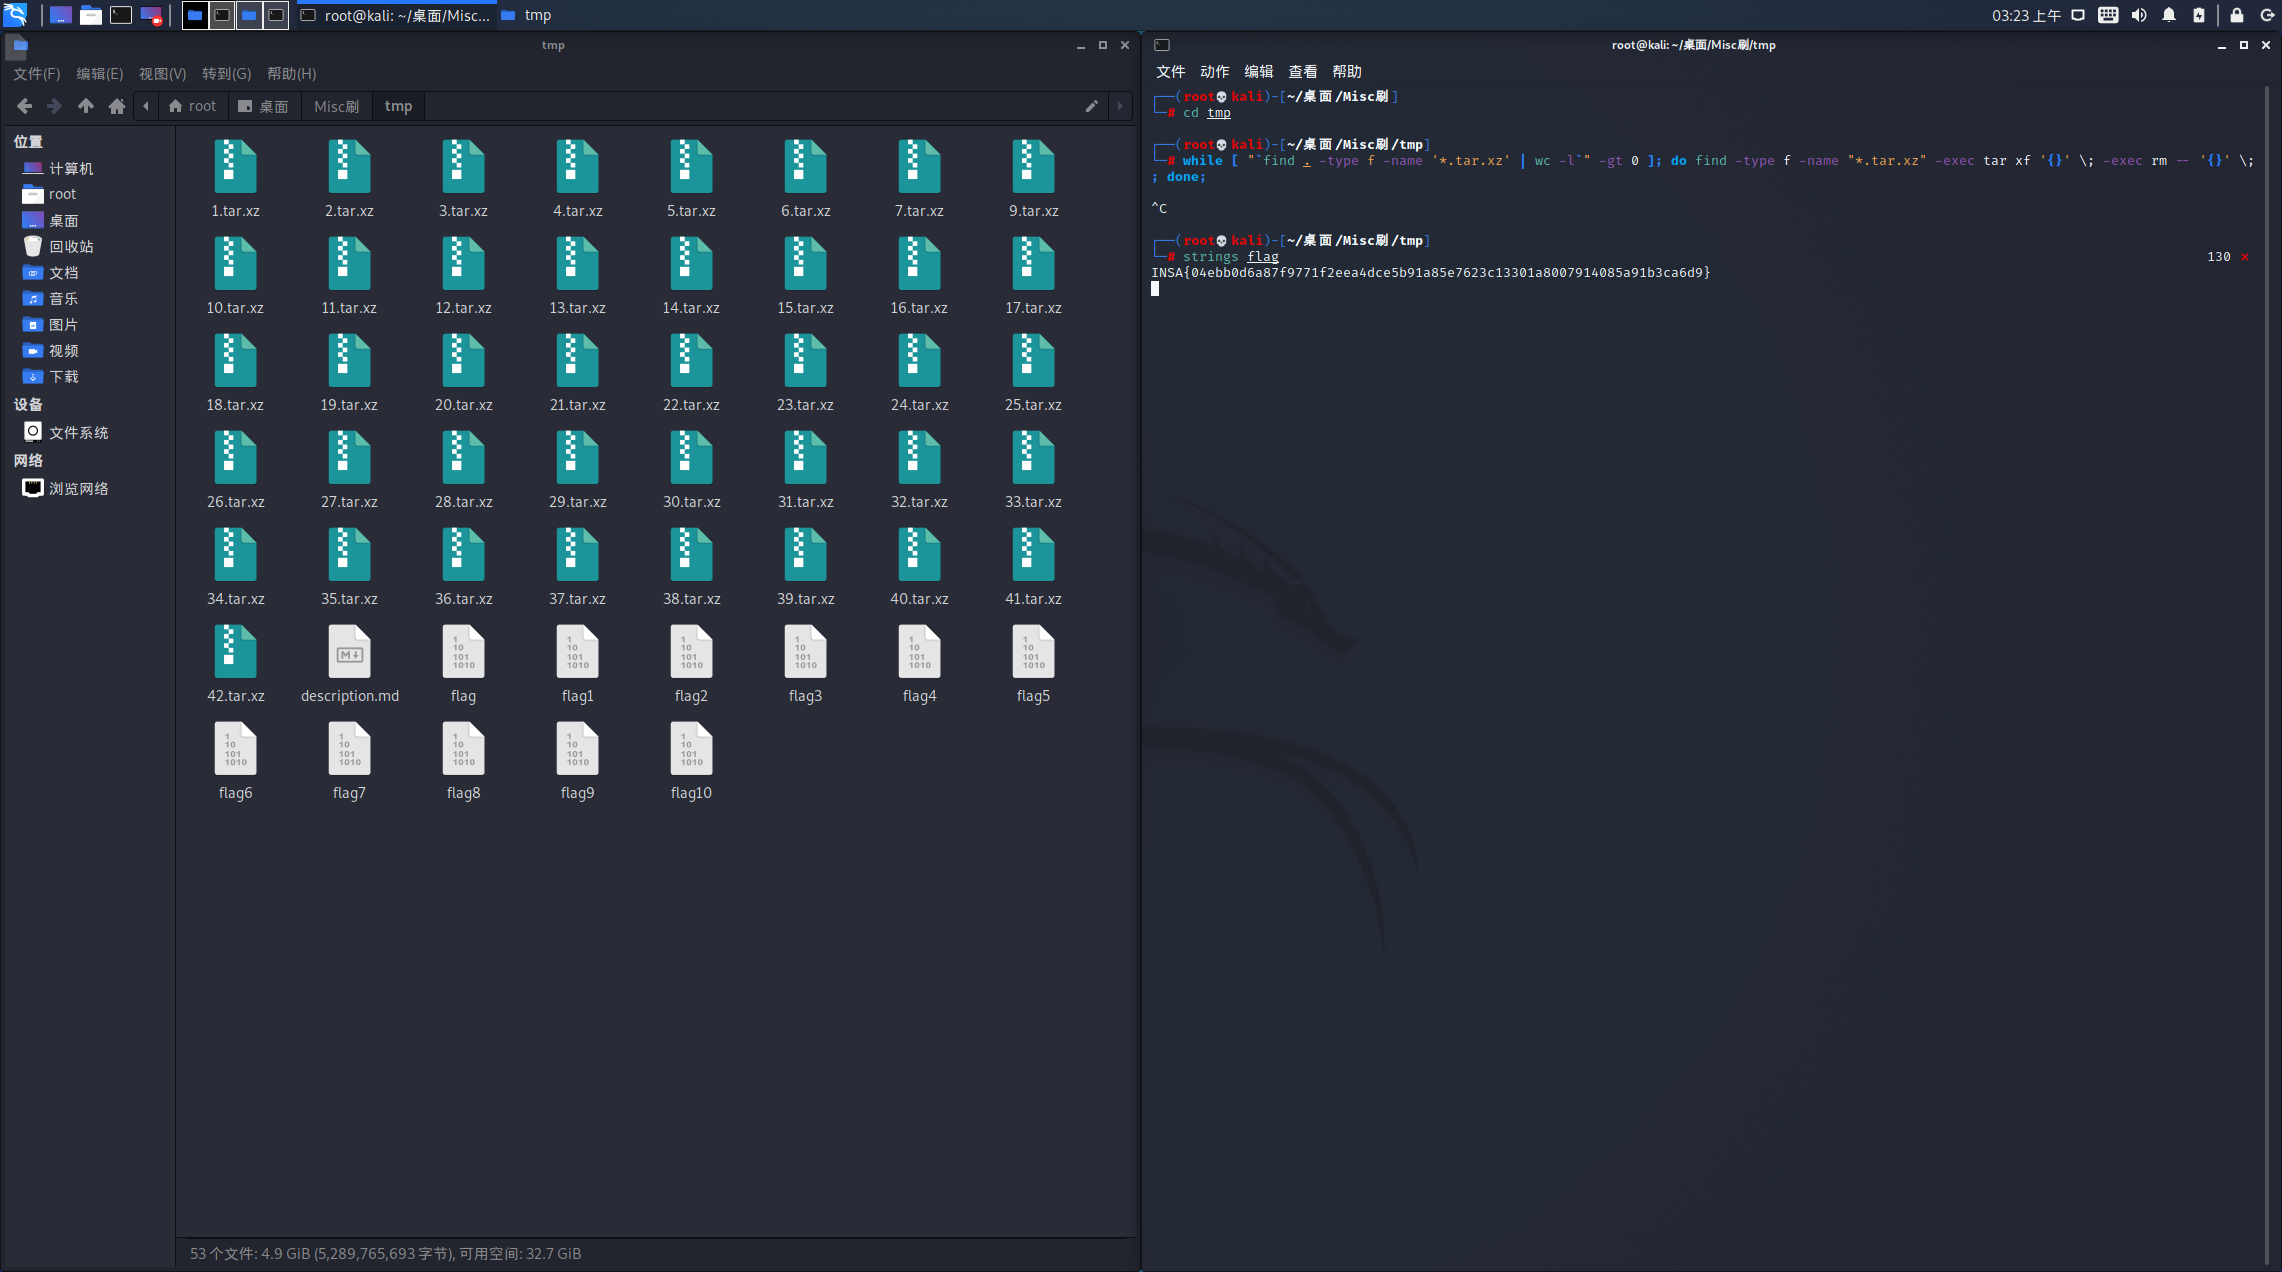 root@kali: ~/桌面/Misc... tmp 03:23 上午
tmp
文件(F) 编辑(E) 视图(V) 转到(G) 帮助(H)
root 桌面 Misc刷 tmp
位置
计算机
root
桌面
回收站
文档
音乐
图片
视频
下载
设备
文件系统
网络
浏览网络
1.tar.xz 2.tar.xz 3.tar.xz 4.tar.xz 5.tar.xz 6.tar.xz 7.tar.xz 9.tar.xz
10.tar.xz 11.tar.xz 12.tar.xz 13.tar.xz 14.tar.xz 15.tar.xz 16.tar.xz 17.tar.xz
18.tar.xz 19.tar.xz 20.tar.xz 21.tar.xz 22.tar.xz 23.tar.xz 24.tar.xz 25.tar.xz
26.tar.xz 27.tar.xz 28.tar.xz 29.tar.xz 30.tar.xz 31.tar.xz 32.tar.xz 33.tar.xz
34.tar.xz 35.tar.xz 36.tar.xz 37.tar.xz 38.tar.xz 39.tar.xz 40.tar.xz 41.tar.xz
42.tar.xz description.md flag flag1 flag2 flag3 flag4 flag5
flag6 flag7 flag8 flag9 flag10
53 个文件: 4.9 GiB (5,289,765,693 字节), 可用空间: 32.7 GiB
root@kali: ~/桌面/Misc刷/tmp
文件 动作 编辑 查看 帮助
┌──(root💀kali)-[~/桌面/Misc刷]
└─# cd tmp
┌──(root💀kali)-[~/桌面/Misc刷/tmp]
└─# while [ "`find . -type f -name '*.tar.xz' | wc -l`" -gt 0 ]; do find -type f -name "*.tar.xz" -exec tar xf '{}' \; -exec rm -- '{}' \;
; done;
^C
┌──(root💀kali)-[~/桌面/Misc刷/tmp]
└─# strings flag 130 ⨯
INSA{04ebb0d6a87f9771f2eea4dce5b91a85e7623c13301a8007914085a91b3ca6d9}